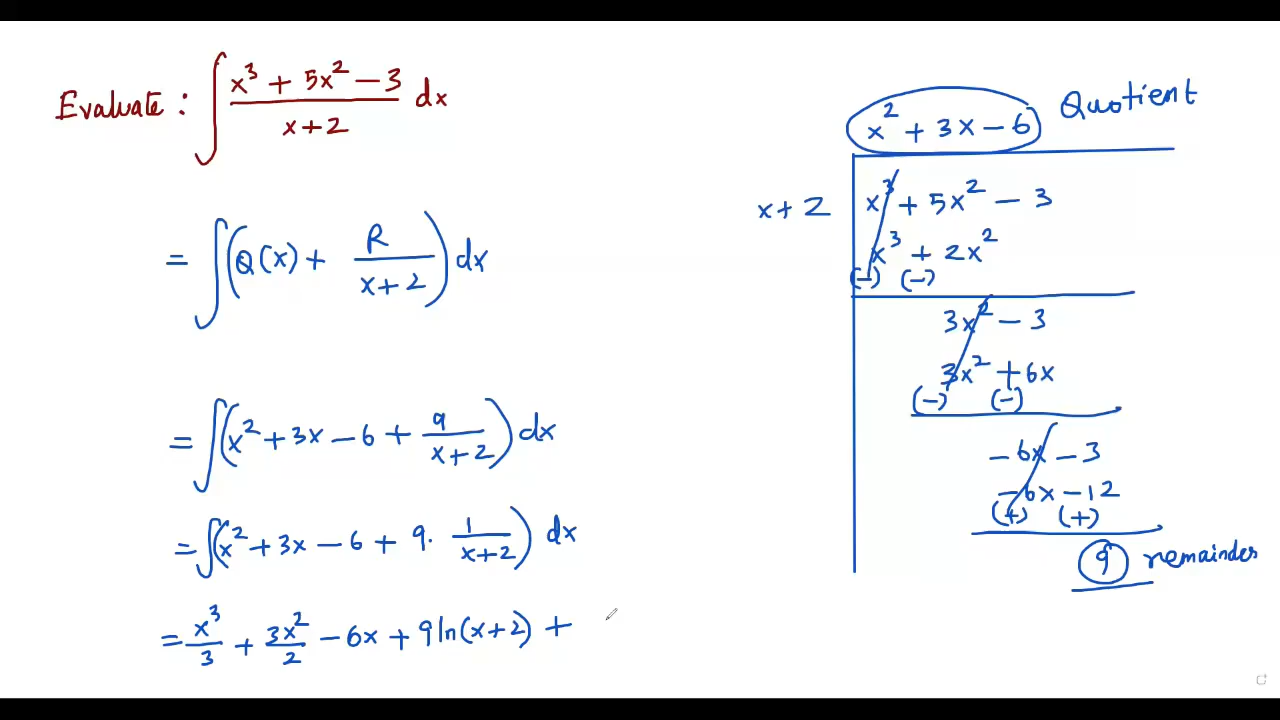 Evaluate : ∫ (x³ + 5x² − 3)/(x+2) dx
= ∫ (Q(x) + R/(x+2)) dx
= ∫ (x² + 3x − 6 + 9/(x+2)) dx
= ∫ (x² + 3x − 6 + 9 · 1/(x+2)) dx
= x³/3 + 3x²/2 − 6x + 9 ln(x+2) +
x² + 3x − 6 Quotient
x + 2 x³ + 5x² − 3
x³ + 2x²
(−) (−)
3x² − 3
3x² + 6x
(−) (−)
− 6x − 3
− 6x − 12
(+) (+)
9 remainder